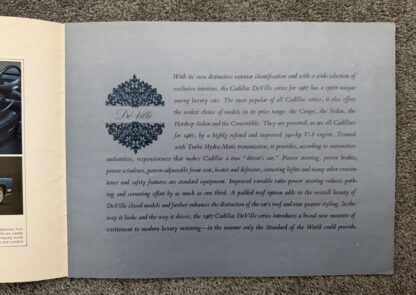 With its own distinctive exterior identification and with a wide selection of
exclusive interiors, the Cadillac DeVille series for 1967 has a spirit unique
among luxury cars. The most popular of all Cadillac series, it also offers
the widest choice of models in its price range: the Coupe, the Sedan, the
Hardtop Sedan and the Convertible. They are powered, as are all Cadillacs
De Ville
for 1967, by a highly refined and improved 340-hp V-8 engine. Teamed
with Turbo Hydra-Matic transmission, it provides, according to automotive
authorities, responsiveness that makes Cadillac a true "driver's car." Power steering, power brakes,
power windows, power-adjustable front seat, heater and defroster, cornering lights and many other conven-
ience and safety features are standard equipment. Improved variable ratio power steering reduces park-
ing and cornering effort by as much as one third. A padded roof option adds to the overall beauty of
DeVille closed models and further enhances the distinction of the car's roof and rear quarter styling. In the
way it looks and the way it drives, the 1967 Cadillac DeVille series introduces a brand new measure of
excitement to modern luxury motoring—in the manner only the Standard of the World could provide.